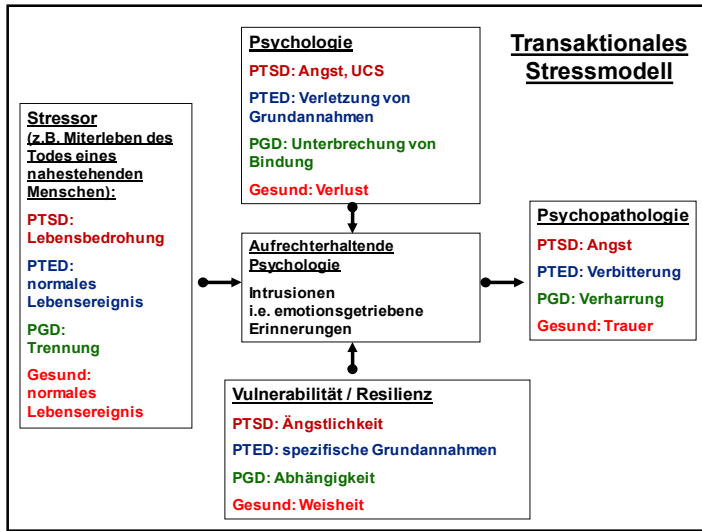 Transaktionales
Stressmodell
Psychologie
PTSD: Angst, UCS
PTED: Verletzung von
Grundannahmen
PGD: Unterbrechung von
Bindung
Gesund: Verlust
Stressor
(z.B. Miterleben des
Todes eines
nahestehenden
Menschen):
PTSD:
Lebensbedrohung
PTED:
normales
Lebensereignis
PGD:
Trennung
Gesund:
normales
Lebensereignis
Aufrechterhaltende
Psychologie
Intrusionen
i.e. emotionsgetriebene
Erinnerungen
Psychopathologie
PTSD: Angst
PTED: Verbitterung
PGD: Verharrung
Gesund: Trauer
Vulnerabilität / Resilienz
PTSD: Ängstlichkeit
PTED: spezifische Grundannahmen
PGD: Abhängigkeit
Gesund: Weisheit